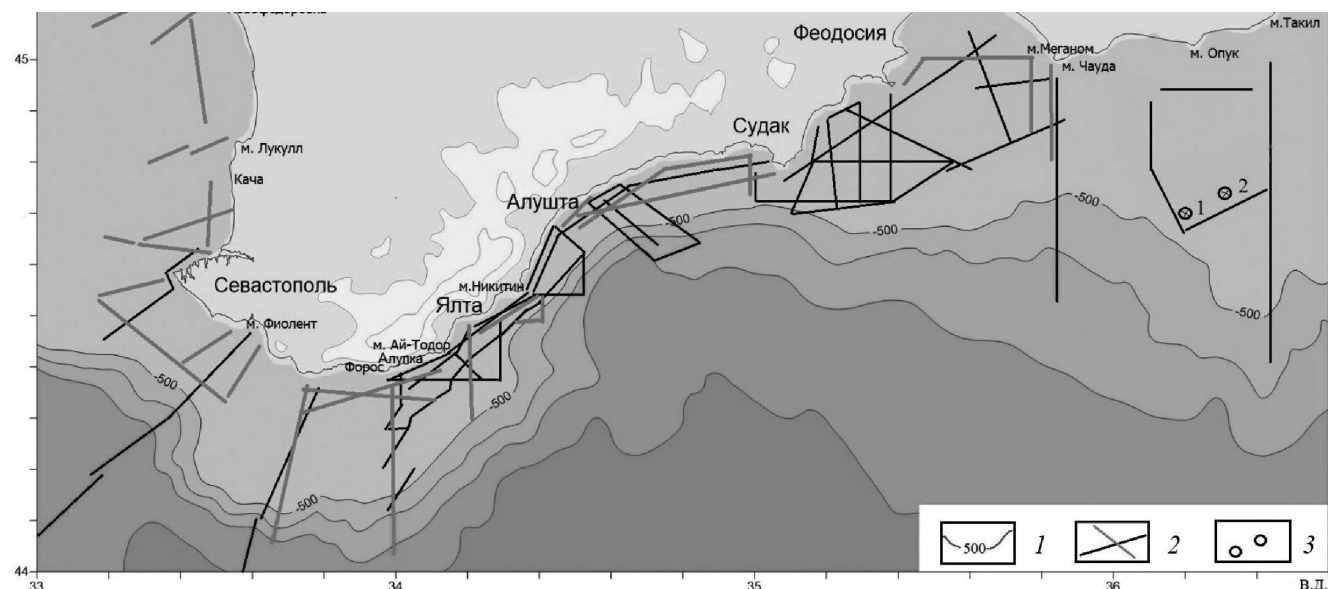 м.Такил
45
Феодосия
м.Меганом
м. Опук
м. Чауда
Судак
м. Лукулл
Кача
Алушта
2
1
-500
-500
-500
Севастополь
м.Никитин
Ялта
м. Фиолент
м. Ай-Тодор
Алупка
Форос
-500
-500
-500
500 1 2 3
44
33 34 35 36 в.д.